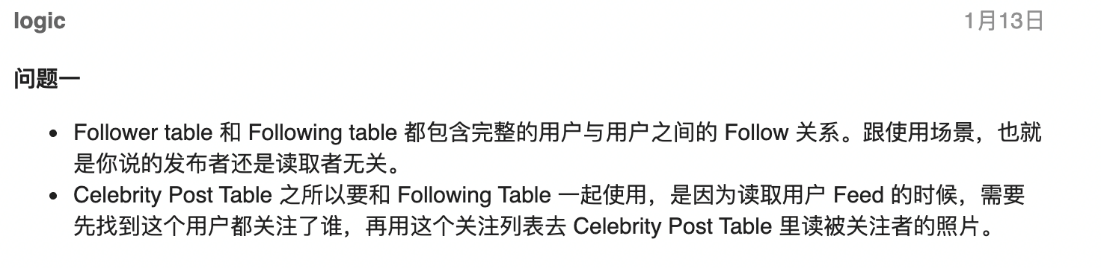 logic 1月13日
问题一
• Follower table 和 Following table 都包含完整的用户与用户之间的 Follow 关系。跟使用场景，也就
是你说的发布者还是读取者无关。
• Celebrity Post Table 之所以要和 Following Table 一起使用，是因为读取用户 Feed 的时候，需要
先找到这个用户都关注了谁，再用这个关注列表去 Celebrity Post Table 里读被关注者的照片。